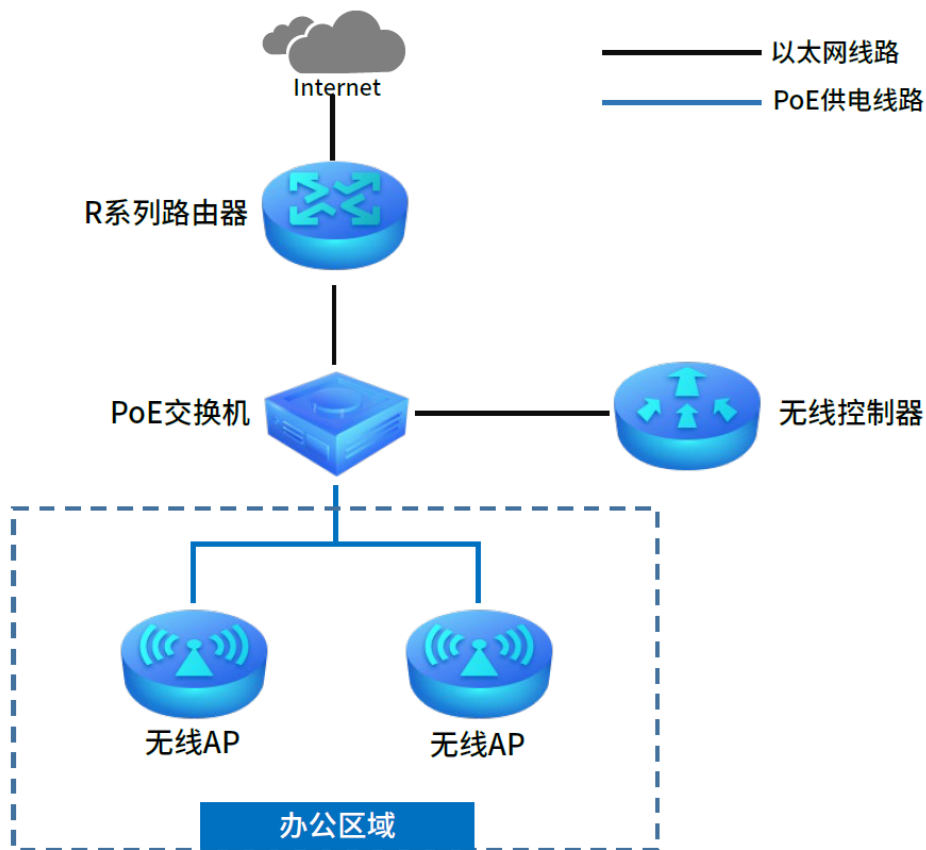 Internet
以太网线路
PoE供电线路
R系列路由器
PoE交换机
无线控制器
无线AP
无线AP
办公区域